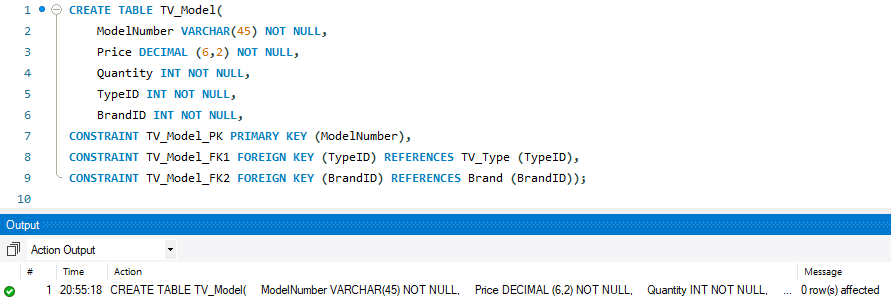 1 CREATE TABLE TV_Model(
2 ModelNumber VARCHAR(45) NOT NULL,
3 Price DECIMAL (6,2) NOT NULL,
4 Quantity INT NOT NULL,
5 TypeID INT NOT NULL,
6 BrandID INT NOT NULL,
7 CONSTRAINT TV_Model_PK PRIMARY KEY (ModelNumber),
8 CONSTRAINT TV_Model_FK1 FOREIGN KEY (TypeID) REFERENCES TV_Type (TypeID),
9 CONSTRAINT TV_Model_FK2 FOREIGN KEY (BrandID) REFERENCES Brand (BrandID));
10
Output
Action Output
# Time Action Message
1 20:55:18 CREATE TABLE TV_Model( ModelNumber VARCHAR(45) NOT NULL, Price DECIMAL (6,2) NOT NULL, Quantity INT NOT NULL, ... 0 row(s) affected